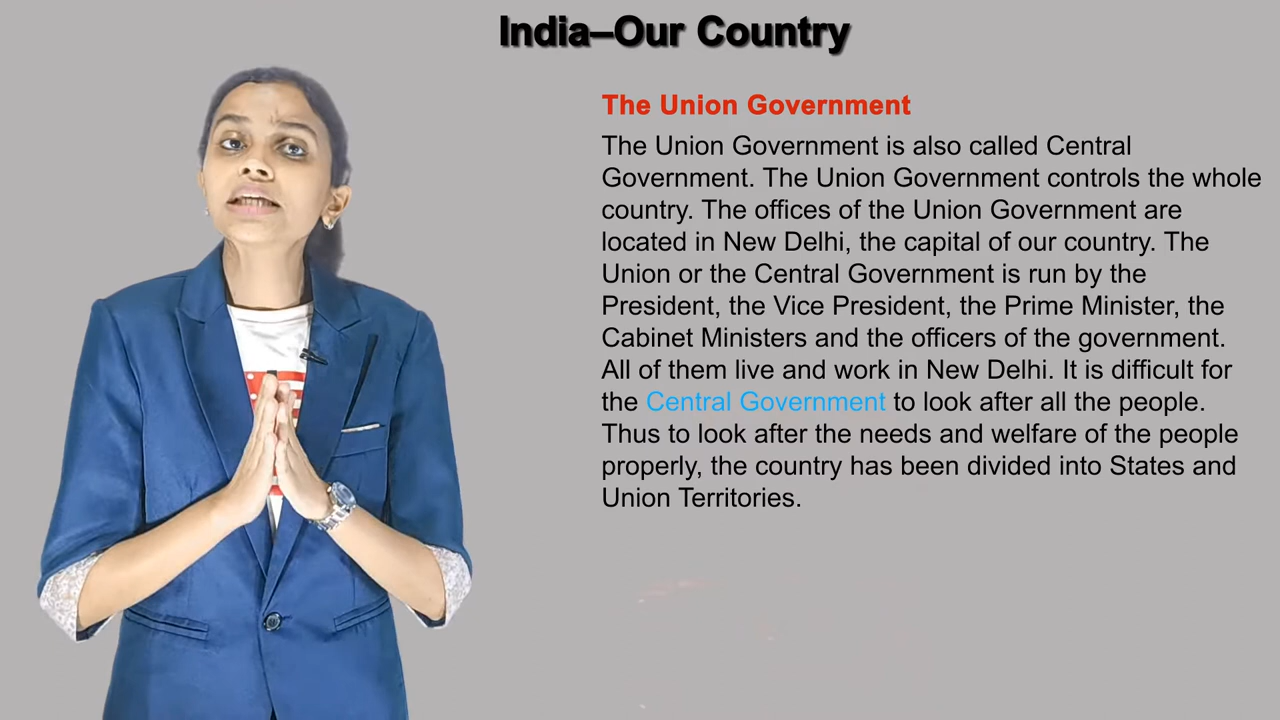 India–Our Country
The Union Government
The Union Government is also called Central
Government. The Union Government controls the whole
country. The offices of the Union Government are
located in New Delhi, the capital of our country. The
Union or the Central Government is run by the
President, the Vice President, the Prime Minister, the
Cabinet Ministers and the officers of the government.
All of them live and work in New Delhi. It is difficult for
the Central Government to look after all the people.
Thus to look after the needs and welfare of the people
properly, the country has been divided into States and
Union Territories.